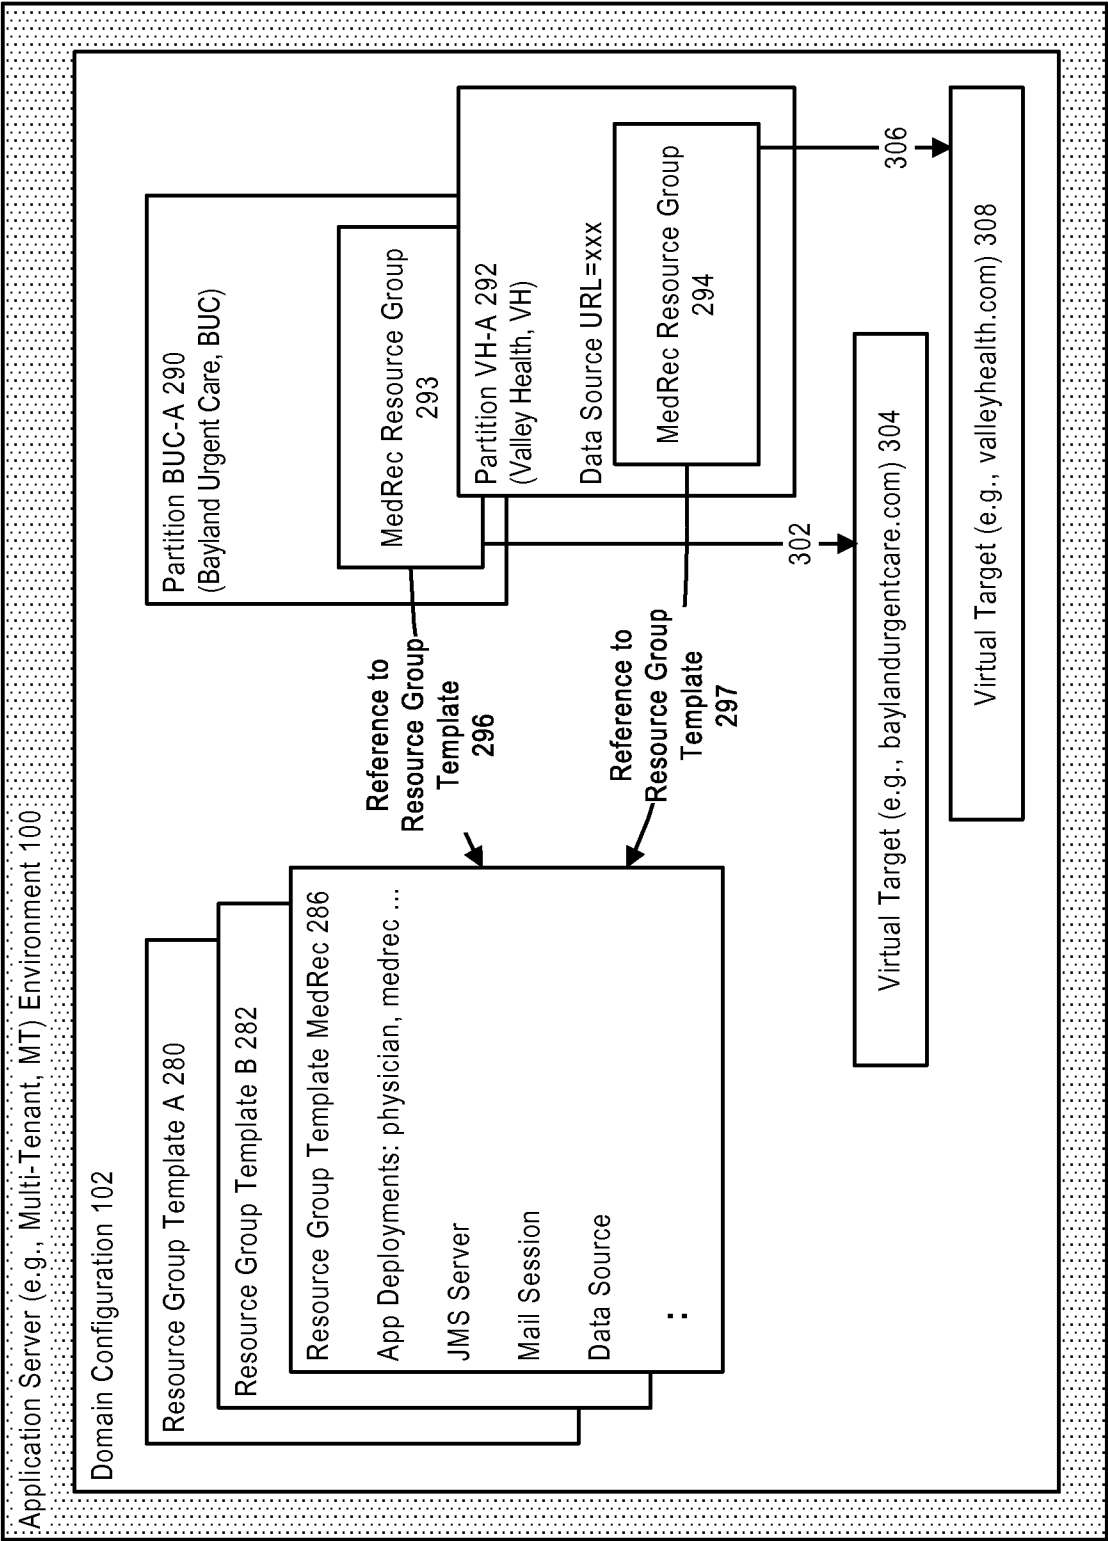 Application Server (e.g., Multi-Tenant, MT) Environment 100
Domain Configuration 102
Resource Group Template A 280
Resource Group Template B 282
Resource Group Template MedRec 286
App Deployments: physician, medrec ...
JMS Server
Mail Session
Data Source
:
Reference to
Resource Group
Template
296
Reference to
Resource Group
Template
297
Partition BUC-A 290
(Bayland Urgent Care, BUC)
MedRec Resource Group
293
Partition VH-A 292
(Valley Health, VH)
Data Source URL=xxx
MedRec Resource Group
294
302
306
Virtual Target (e.g., baylandurgentcare.com) 304
Virtual Target (e.g., valleyhealth.com) 308